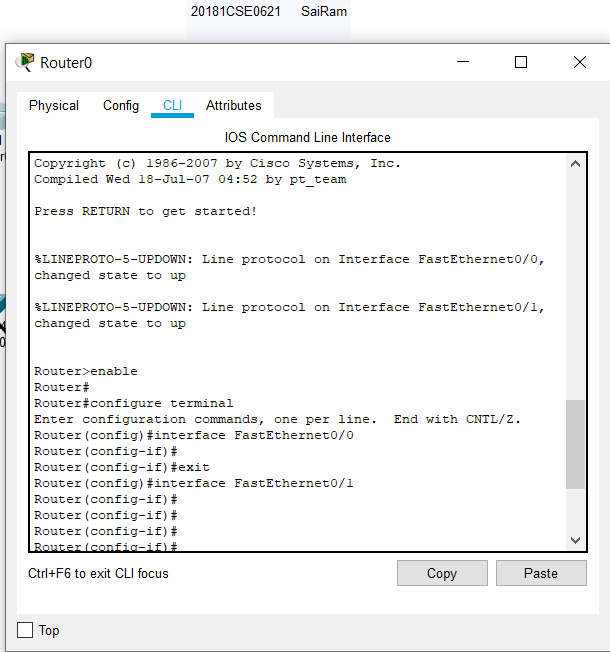 20181CSE0621 SaiRam
Router0
Physical Config CLI Attributes
IOS Command Line Interface
Copyright (c) 1986-2007 by Cisco Systems, Inc.
Compiled Wed 18-Jul-07 04:52 by pt_team
Press RETURN to get started!
%LINEPROTO-5-UPDOWN: Line protocol on Interface FastEthernet0/0,
changed state to up
%LINEPROTO-5-UPDOWN: Line protocol on Interface FastEthernet0/1,
changed state to up
Router>enable
Router#
Router#configure terminal
Enter configuration commands, one per line.  End with CNTL/Z.
Router(config)#interface FastEthernet0/0
Router(config-if)#
Router(config-if)#exit
Router(config)#interface FastEthernet0/1
Router(config-if)#
Router(config-if)#
Router(config-if)#
Router(config-if)#
Ctrl+F6 to exit CLI focus
Copy Paste
Top